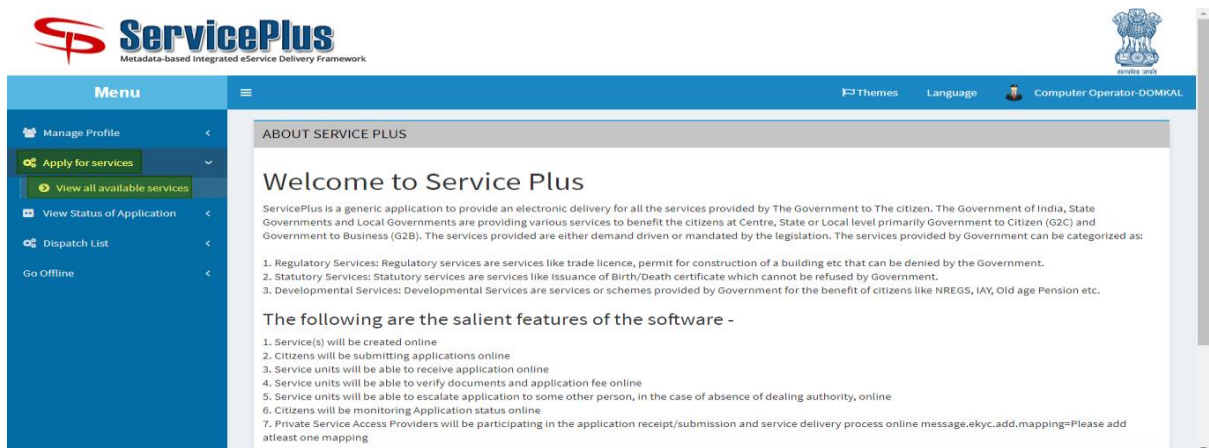 ServicePlus
Metadata-based Integrated eService Delivery Framework
सत्यमेव जयते
Menu
Themes Language Computer Operator-DOMKAL
Manage Profile
Apply for services
View all available services
View Status of Application
Dispatch List
Go Offline
ABOUT SERVICE PLUS
Welcome to Service Plus
ServicePlus is a generic application to provide an electronic delivery for all the services provided by The Government to The citizen. The Government of India, State
Governments and Local Governments are providing various services to benefit the citizens at Centre, State or Local level primarily Government to Citizen (G2C) and
Government to Business (G2B). The services provided are either demand driven or mandated by the legislation. The services provided by Government can be categorized as:
1. Regulatory Services: Regulatory services are services like trade licence, permit for construction of a building etc that can be denied by the Government.
2. Statutory Services: Statutory services are services like Issuance of Birth/Death certificate which cannot be refused by Government.
3. Developmental Services: Developmental Services are services or schemes provided by Government for the benefit of citizens like NREGS, IAY, Old age Pension etc.
The following are the salient features of the software -
1. Service(s) will be created online
2. Citizens will be submitting applications online
3. Service units will be able to receive application online
4. Service units will be able to verify documents and application fee online
5. Service units will be able to escalate application to some other person, in the case of absence of dealing authority, online
6. Citizens will be monitoring Application status online
7. Private Service Access Providers will be participating in the application receipt/submission and service delivery process online message.ekyc.add.mapping=Please add
atleast one mapping